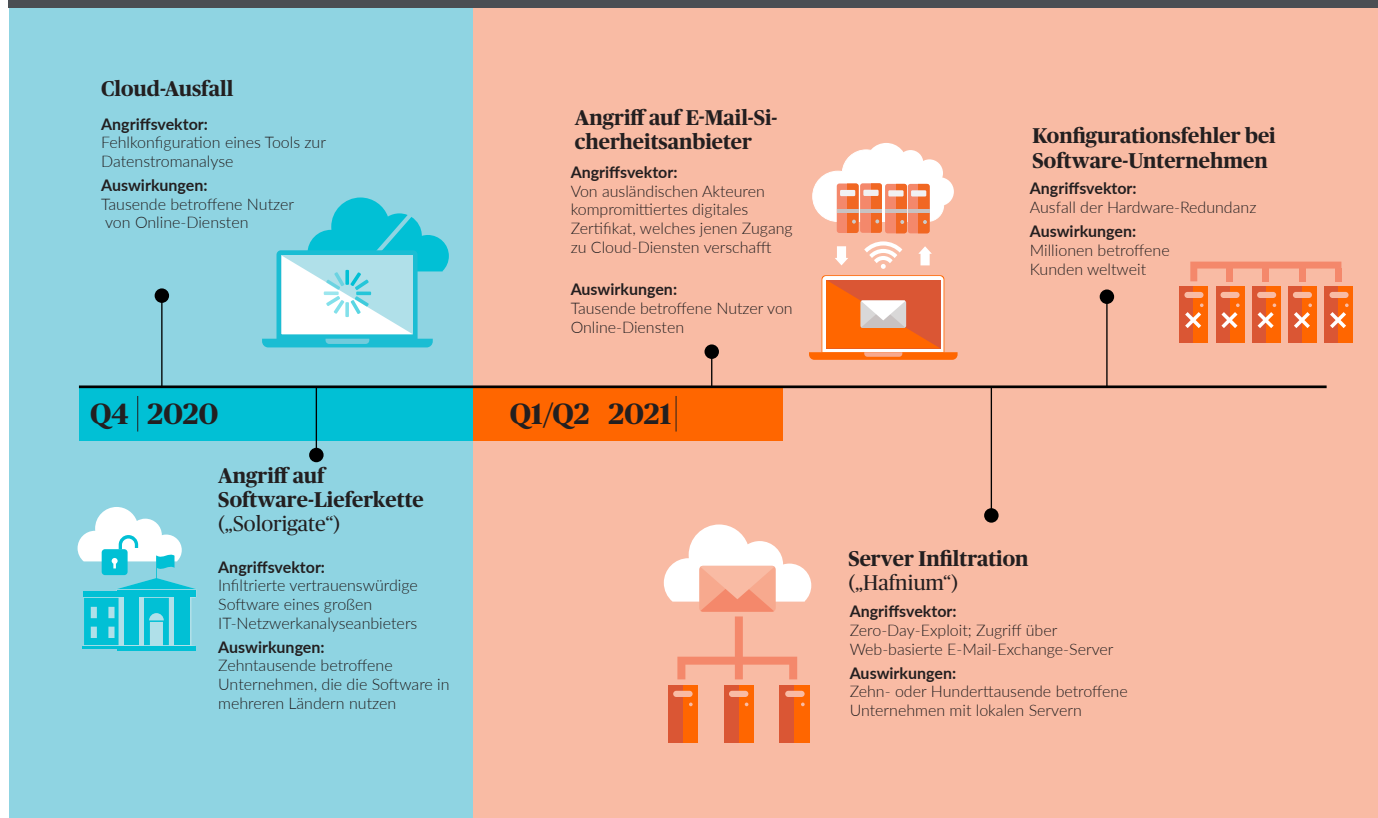 Cloud-Ausfall
Angriffsvektor:
Fehlkonfiguration eines Tools zur
Datenstromanalyse
Auswirkungen:
Tausende betroffene Nutzer
von Online-Diensten
Angriff auf E-Mail-Si-
cherheitsanbieter
Angriffsvektor:
Von ausländischen Akteuren
kompromittiertes digitales
Zertifikat, welches jenen Zugang
zu Cloud-Diensten verschafft
Auswirkungen:
Tausende betroffene Nutzer von
Online-Diensten
Konfigurationsfehler bei
Software-Unternehmen
Angriffsvektor:
Ausfall der Hardware-Redundanz
Auswirkungen:
Millionen betroffene
Kunden weltweit
Q4 | 2020
Q1/Q2 2021|
Angriff auf
Software-Lieferkette
(„Solorigate“)
Angriffsvektor:
Infiltrierte vertrauenswürdige
Software eines großen
IT-Netzwerkanalyseanbieters
Auswirkungen:
Zehntausende betroffene
Unternehmen, die die Software in
mehreren Ländern nutzen
Server Infiltration
(„Hafnium“)
Angriffsvektor:
Zero-Day-Exploit; Zugriff über
Web-basierte E-Mail-Exchange-Server
Auswirkungen:
Zehn- oder Hunderttausende betroffene
Unternehmen mit lokalen Servern